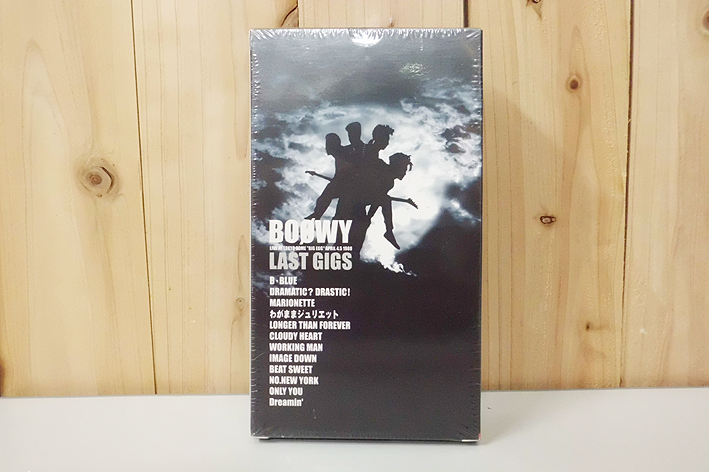 BOØWY
LIVE AT TOKYO DOME "BIG EGG" APRIL 4,5 1988
LAST GIGS
B・BLUE
DRAMATIC? DRASTIC!
MARIONETTE
わがままジュリエット
LONGER THAN FOREVER
CLOUDY HEART
WORKING MAN
IMAGE DOWN
BEAT SWEET
NO.NEW YORK
ONLY YOU
Dreamin'